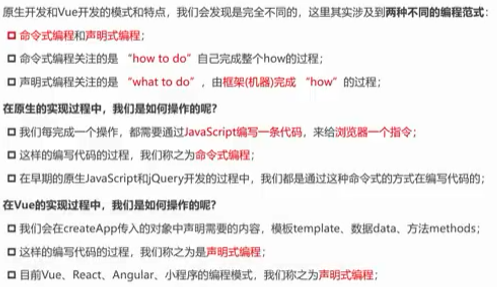 原生开发和Vue开发的模式和特点，我们会发现是完全不同的，这里其实涉及到两种不同的编程范式：
命令式编程和声明式编程；
命令式编程关注的是 “how to do”自己完成整个how的过程；
声明式编程关注的是 “what to do”，由框架(机器)完成 “how”的过程；
在原生的实现过程中，我们是如何操作的呢？
我们每完成一个操作，都需要通过JavaScript编写一条代码，来给浏览器一个指令；
这样的编写代码的过程，我们称之为命令式编程；
在早期的原生JavaScript和jQuery开发的过程中，我们都是通过这种命令式的方式在编写代码的；
在Vue的实现过程中，我们是如何操作的呢？
我们会在createApp传入的对象中声明需要的内容，模板template、数据data、方法methods；
这样的编写代码的过程，我们称之为是声明式编程；
目前Vue、React、Angular、小程序的编程模式，我们称之为声明式编程；